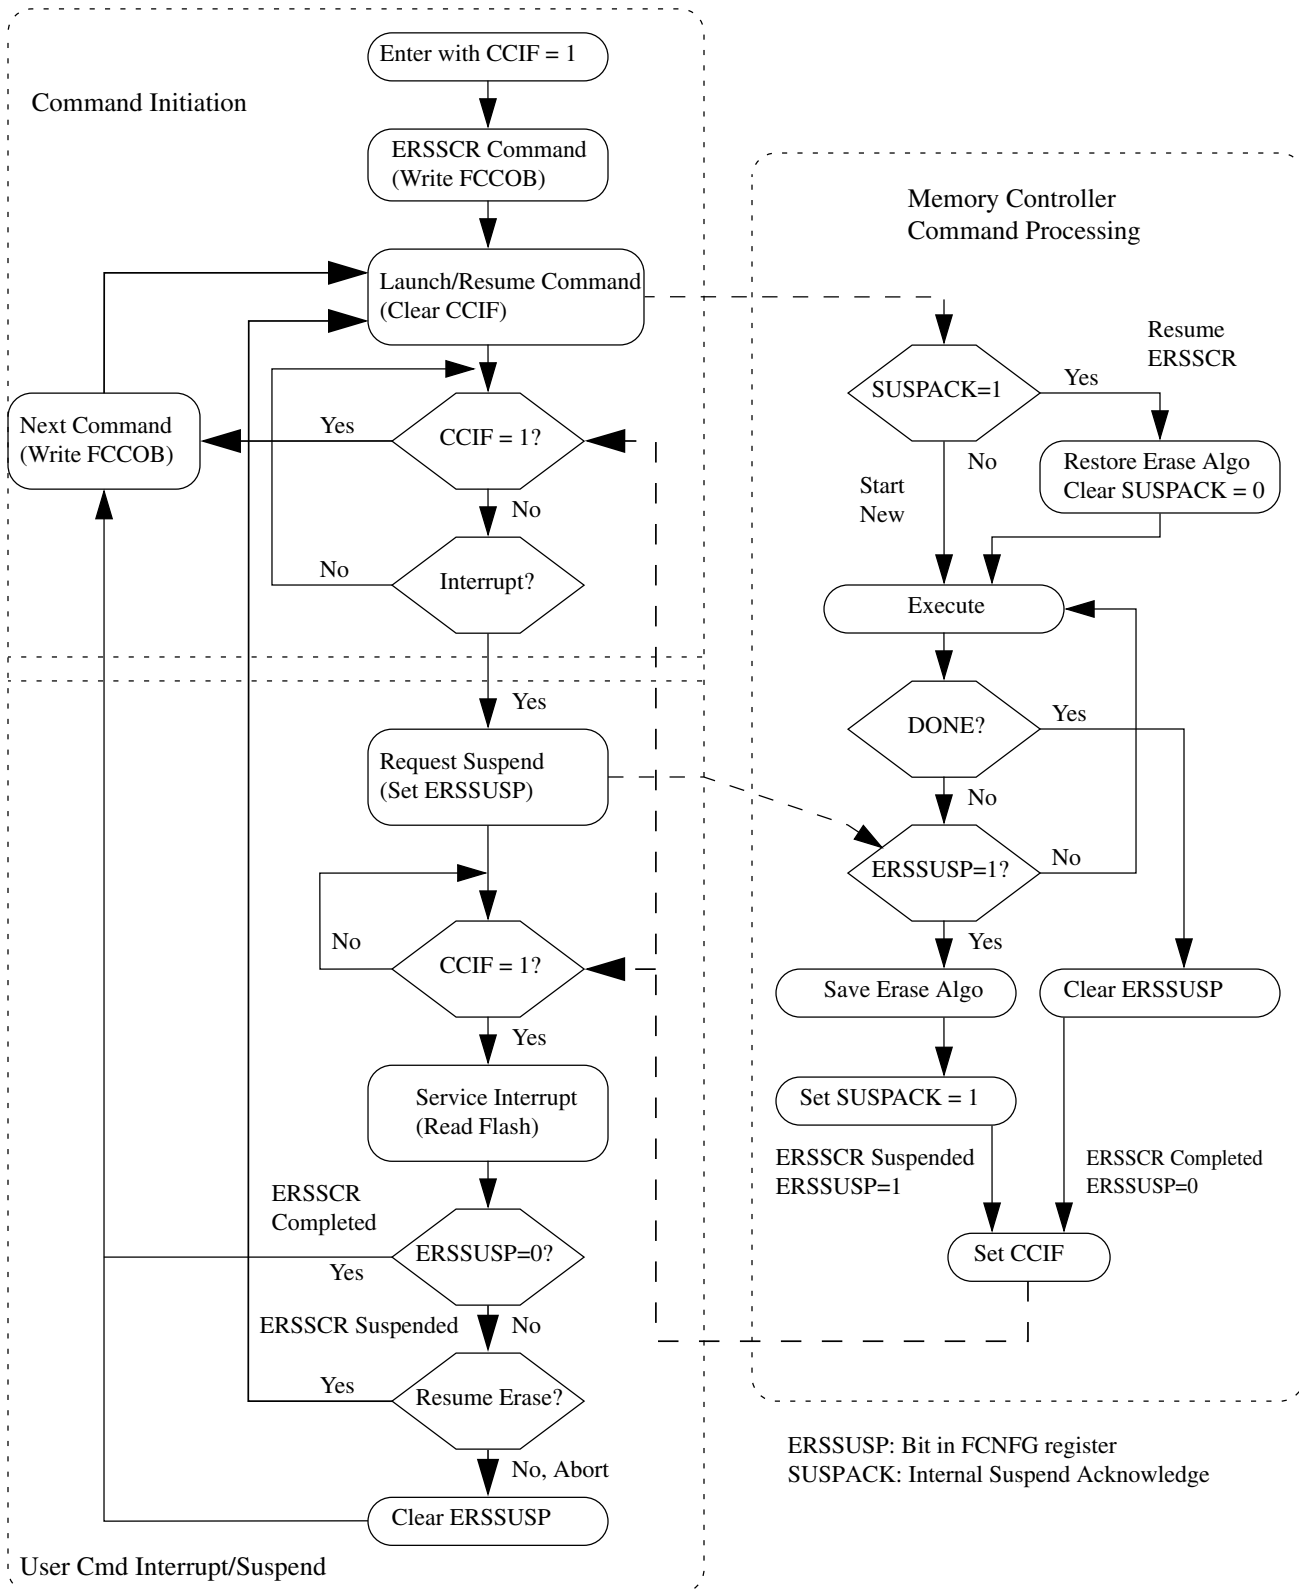 Enter with CCIF = 1
Command Initiation
ERSSCR Command
(Write FCCOB)
Launch/Resume Command
(Clear CCIF)
Next Command
(Write FCCOB)
Yes
CCIF = 1?
No
No
Interrupt?
Yes
Request Suspend
(Set ERSSUSP)
No
CCIF = 1?
Yes
Service Interrupt
(Read Flash)
ERSSCR
Completed
ERSSUSP=0?
Yes
ERSSCR Suspended
No
Yes
Resume Erase?
No, Abort
Clear ERSSUSP
User Cmd Interrupt/Suspend
Memory Controller
Command Processing
Resume
ERSSCR
SUSPACK=1
Yes
No
Restore Erase Algo
Clear SUSPACK = 0
Start
New
Execute
DONE?
Yes
No
ERSSUSP=1?
No
Yes
Save Erase Algo
Clear ERSSUSP
Set SUSPACK = 1
ERSSCR Suspended
ERSSUSP=1
ERSSCR Completed
ERSSUSP=0
Set CCIF
ERSSUSP: Bit in FCNFG register
SUSPACK: Internal Suspend Acknowledge